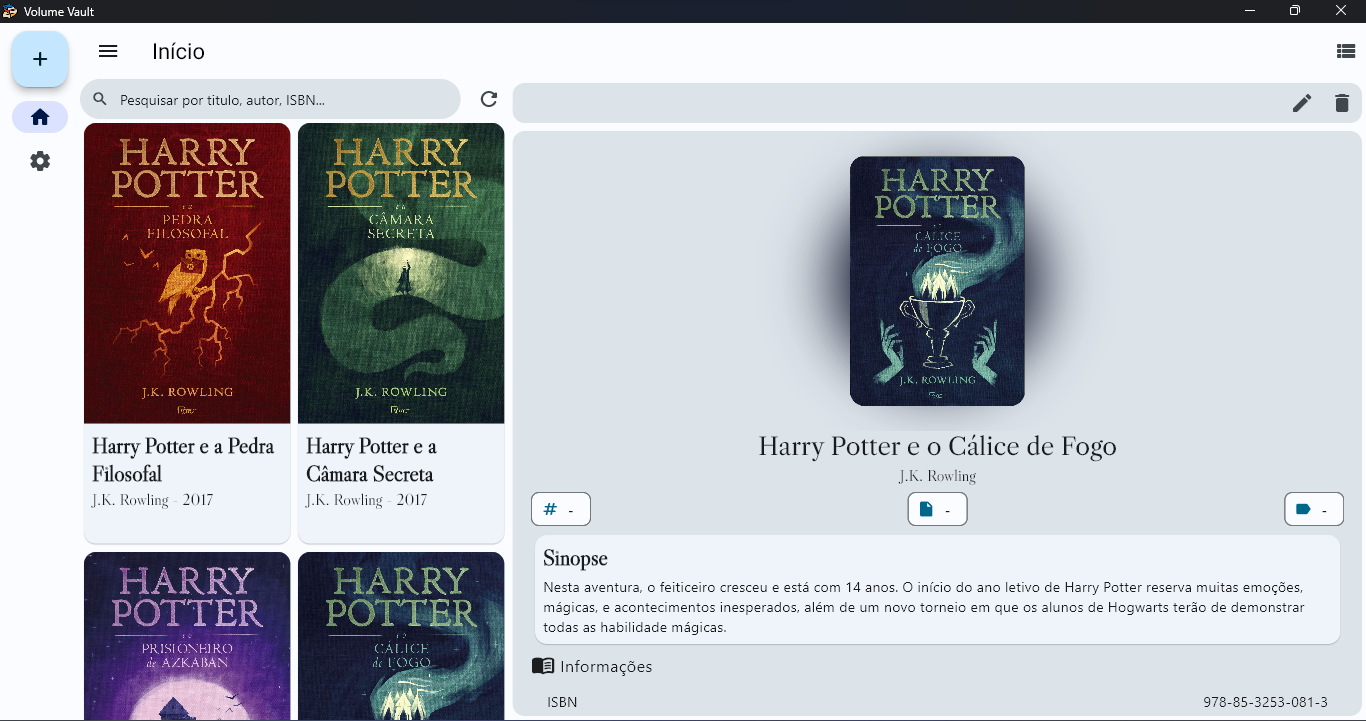 Volume Vault
Início
Pesquisar por titulo, autor, ISBN...
HARRY
POTTER
e a
PEDRA
FILOSOFAL
J.K. ROWLING
HARRY
POTTER
e a
CÂMARA
SECRETA
J.K. ROWLING
Harry Potter e a Pedra
Filosofal
J.K. Rowling - 2017
Harry Potter e a
Câmara Secreta
J.K. Rowling - 2017
HARRY
POTTER
e o
PRISIONEIRO
de AZKABAN
HARRY
POTTER
e o
CÁLICE
de FOGO
HARRY
POTTER
CÁLICE
de FOGO
J.K. ROWLING
Harry Potter e o Cálice de Fogo
J.K. Rowling
# -
-
-
Sinopse
Nesta aventura, o feiticeiro cresceu e está com 14 anos. O início do ano letivo de Harry Potter reserva muitas emoções,
mágicas, e acontecimentos inesperados, além de um novo torneio em que os alunos de Hogwarts terão de demonstrar
todas as habilidade mágicas.
Informações
ISBN 978-85-3253-081-3